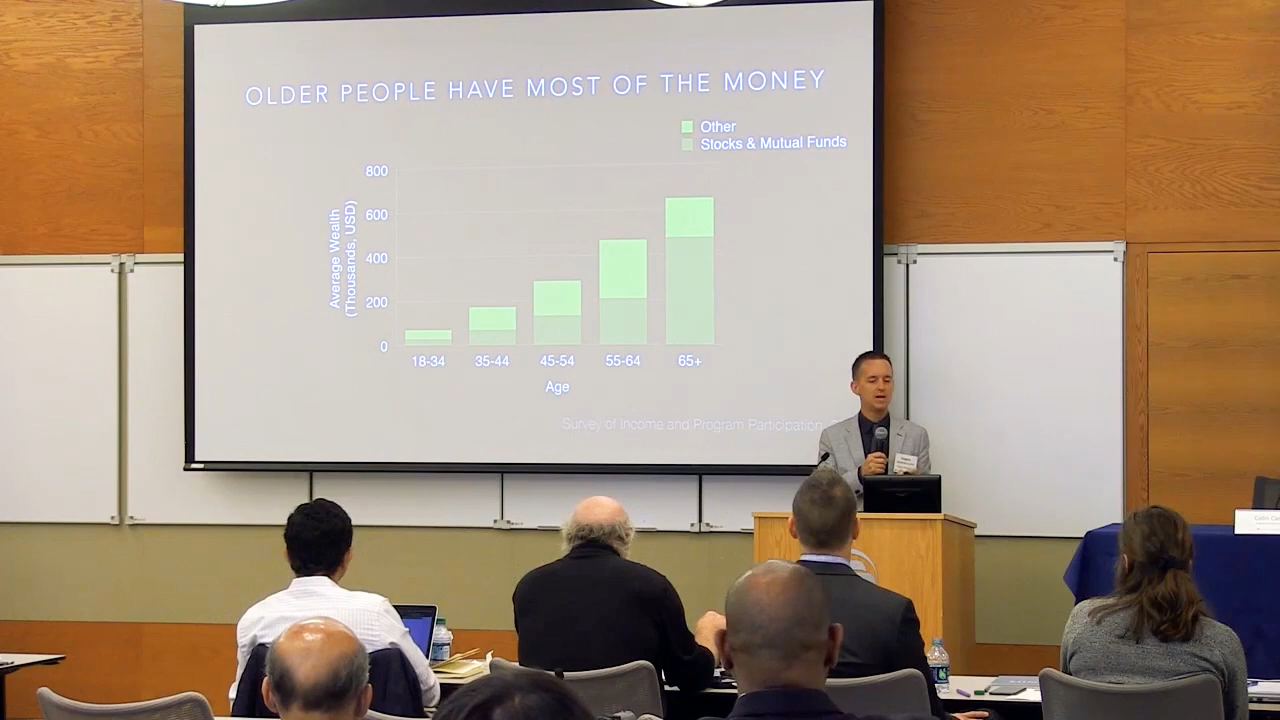 OLDER PEOPLE HAVE MOST OF THE MONEY
Other
Stocks & Mutual Funds
800
600
400
200
0
Average Wealth
(Thousands, USD)
18-34 35-44 45-54 55-64 65+
Age
Survey of Income and Program Participation